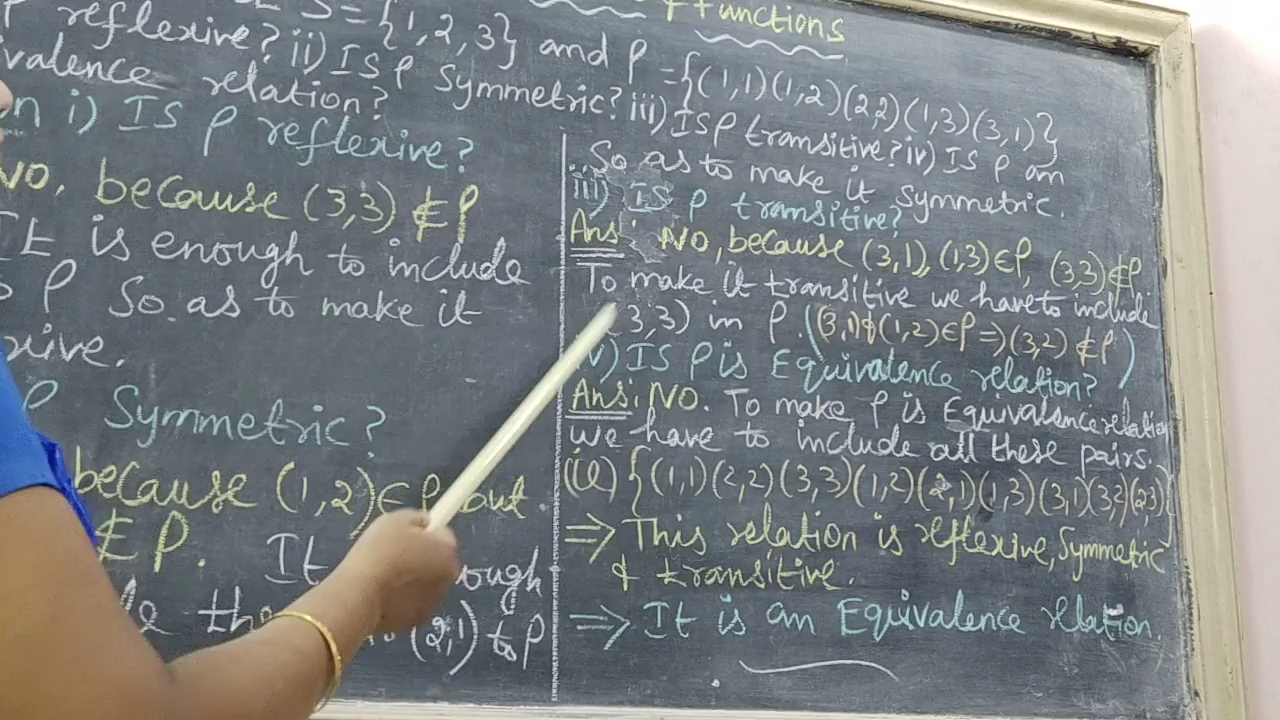 of Functions
S = {1,2,3} and ρ = {(1,1)(1,2)(2,2)(1,3)(3,1)}
reflexive? ii) IS ρ Symmetric? iii) IS ρ transitive? iv) IS ρ an
valence relation?
n i) IS ρ reflexive?
NO, because (3,3) ∉ ρ
It is enough to include
ρ So as to make it
xive.
ρ Symmetric?
because (1,2) ∈ ρ but
∉ ρ. It ough
(2,1) to ρ
So as to make it Symmetric.
iii) IS ρ transitive?
Ans: NO, because (3,1), (1,3) ∈ ρ, (3,3) ∉ ρ
To make it transitive we have to include
(3,3) in ρ. ((3,1) & (1,2) ∈ ρ => (3,2) ∉ ρ)
iv) IS ρ is Equivalence relation?
Ans: NO. To make ρ is Equivalence relation
we have to include all these pairs.
(ie) {(1,1)(2,2)(3,3)(1,2)(2,1)(1,3)(3,1)(3,2)(2,3)}
=> This relation is reflexive, Symmetric
& transitive.
=> It is an Equivalence relation.